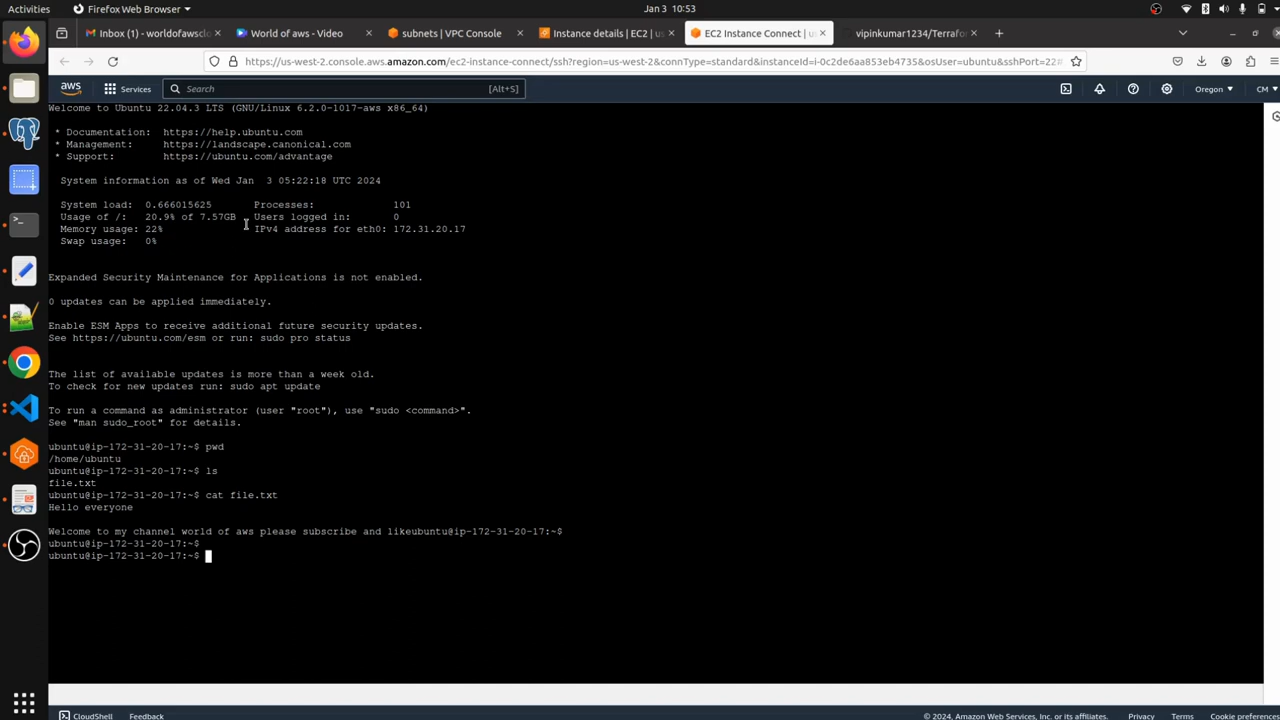 Activities
Firefox Web Browser
Jan 3 10:53
Inbox (1) - worldofawsclo
World of aws - Video
subnets | VPC Console
Instance details | EC2 | us
EC2 Instance Connect | us
vipinkumar1234/Terrafor
https://us-west-2.console.aws.amazon.com/ec2-instance-connect/ssh?region=us-west-2&connType=standard&instanceId=i-0c2de6aa853eb4735&osUser=ubuntu&sshPort=22
aws
Services
Search
[Alt+S]
Oregon
CM
Welcome to Ubuntu 22.04.3 LTS (GNU/Linux 6.2.0-1017-aws x86_64)
* Documentation: https://help.ubuntu.com
* Management: https://landscape.canonical.com
* Support: https://ubuntu.com/advantage
System information as of Wed Jan 3 05:22:18 UTC 2024
System load: 0.666015625 Processes: 101
Usage of /: 20.9% of 7.57GB Users logged in: 0
Memory usage: 22% IPv4 address for eth0: 172.31.20.17
Swap usage: 0%
Expanded Security Maintenance for Applications is not enabled.
0 updates can be applied immediately.
Enable ESM Apps to receive additional future security updates.
See https://ubuntu.com/esm or run: sudo pro status
The list of available updates is more than a week old.
To check for new updates run: sudo apt update
To run a command as administrator (user "root"), use "sudo <command>".
See "man sudo_root" for details.
ubuntu@ip-172-31-20-17:~$ pwd
/home/ubuntu
ubuntu@ip-172-31-20-17:~$ ls
file.txt
ubuntu@ip-172-31-20-17:~$ cat file.txt
Hello everyone
Welcome to my channel world of aws please subscribe and likeubuntu@ip-172-31-20-17:~$
ubuntu@ip-172-31-20-17:~$
ubuntu@ip-172-31-20-17:~$
CloudShell
Feedback
© 2024, Amazon Web Services, Inc. or its affiliates.
Privacy
Terms
Cookie preferences